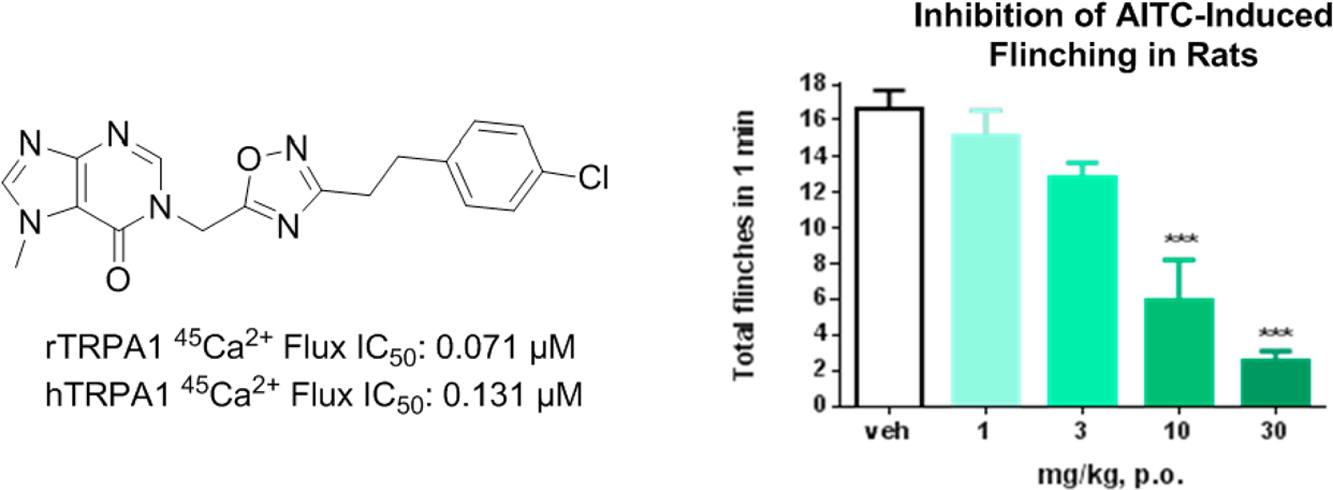 Inhibition of AITC-Induced
Flinching in Rats
N
N
N
N
O
O
N
N
Cl
rTRPA1 ⁴⁵Ca²⁺ Flux IC₅₀: 0.071 µM
hTRPA1 ⁴⁵Ca²⁺ Flux IC₅₀: 0.131 µM
Total flinches in 1 min
18
16
14
12
10
8
6
4
2
0
***
***
veh 1 3 10 30
mg/kg, p.o.